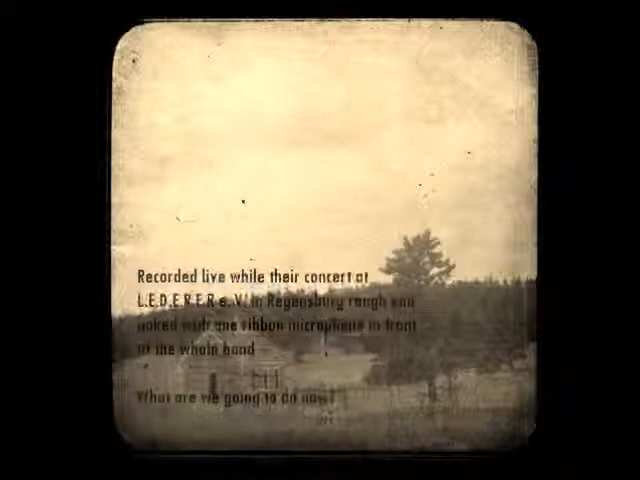 Recorded live while their concert at
L.E.D.E.R.E.R e.V. in Regensburg rough and
naked with one ribbon microphone in front
of the whole band
What are we going to do now?